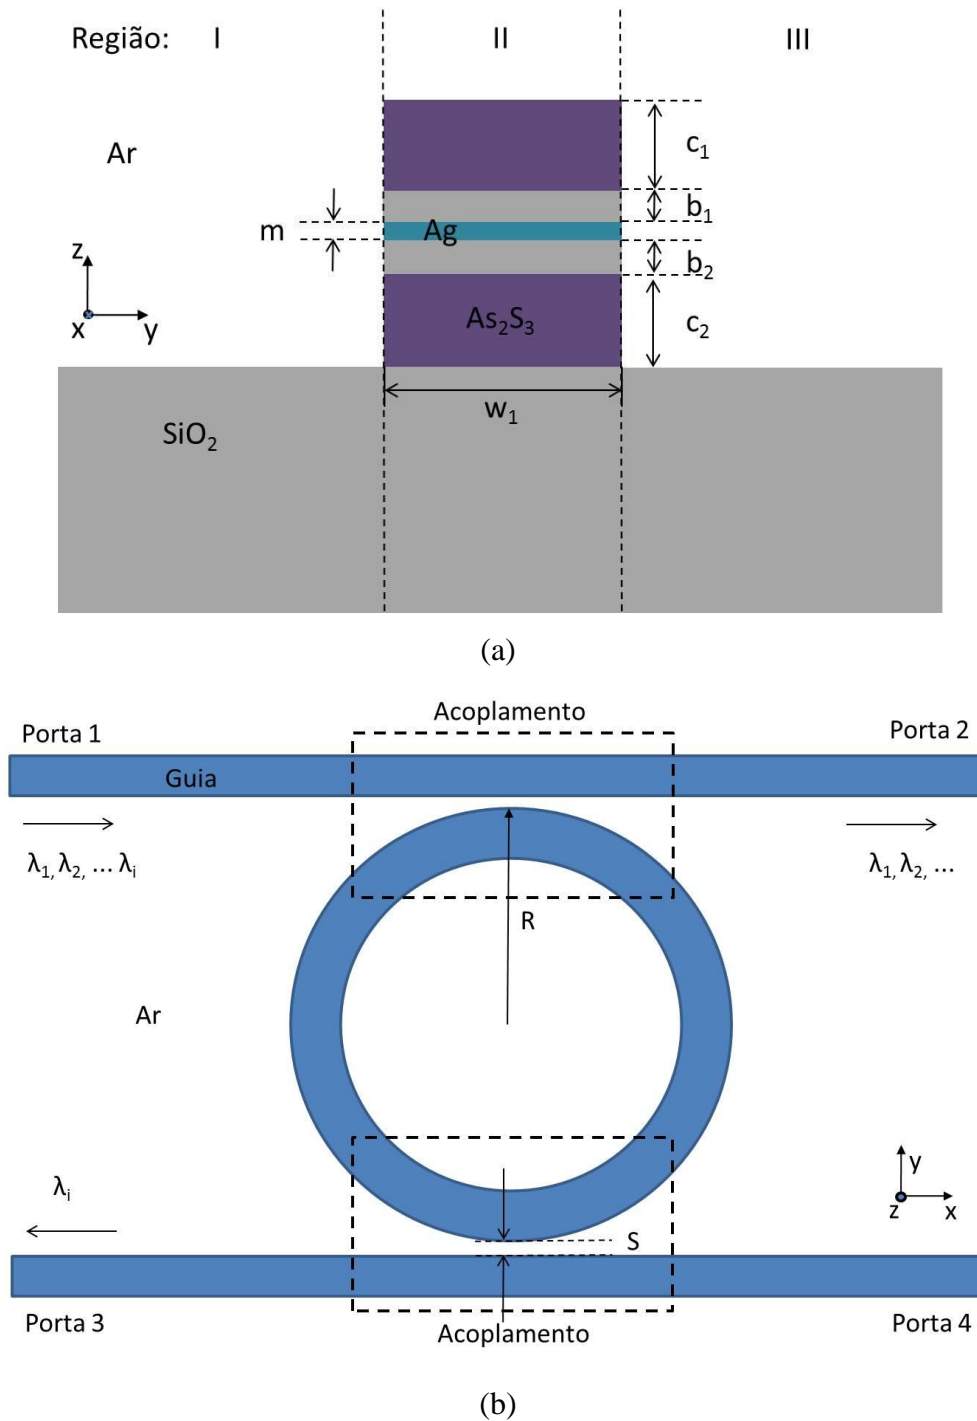 Região: I II III
Ar
c₁
b₁
m Ag
b₂
z
As₂S₃
c₂
x y
w₁
SiO₂
(a)
Acoplamento
Porta 1 Porta 2
Guia
λ₁, λ₂, ... λᵢ
λ₁, λ₂, ...
R
Ar
y
λᵢ
z x
S
Porta 3 Porta 4
Acoplamento
(b)